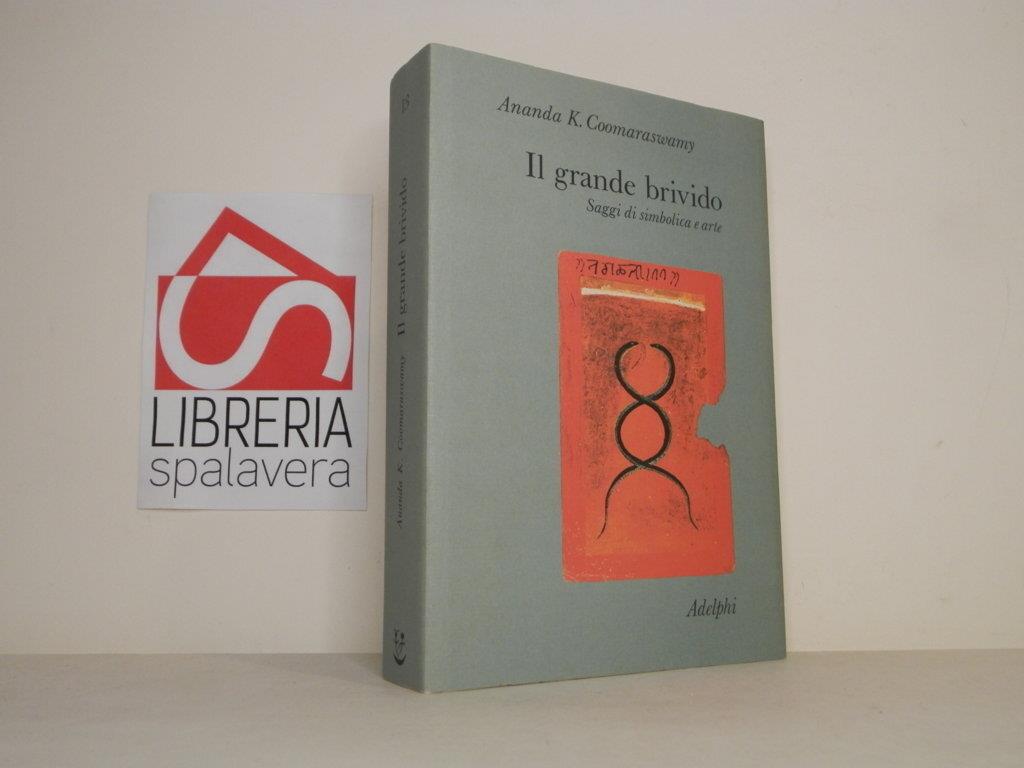 LIBRERIA
spalavera
Ananda K. Coomaraswamy Il grande brivido
Ananda K. Coomaraswamy
Il grande brivido
Saggi di simbolica e arte
Adelphi